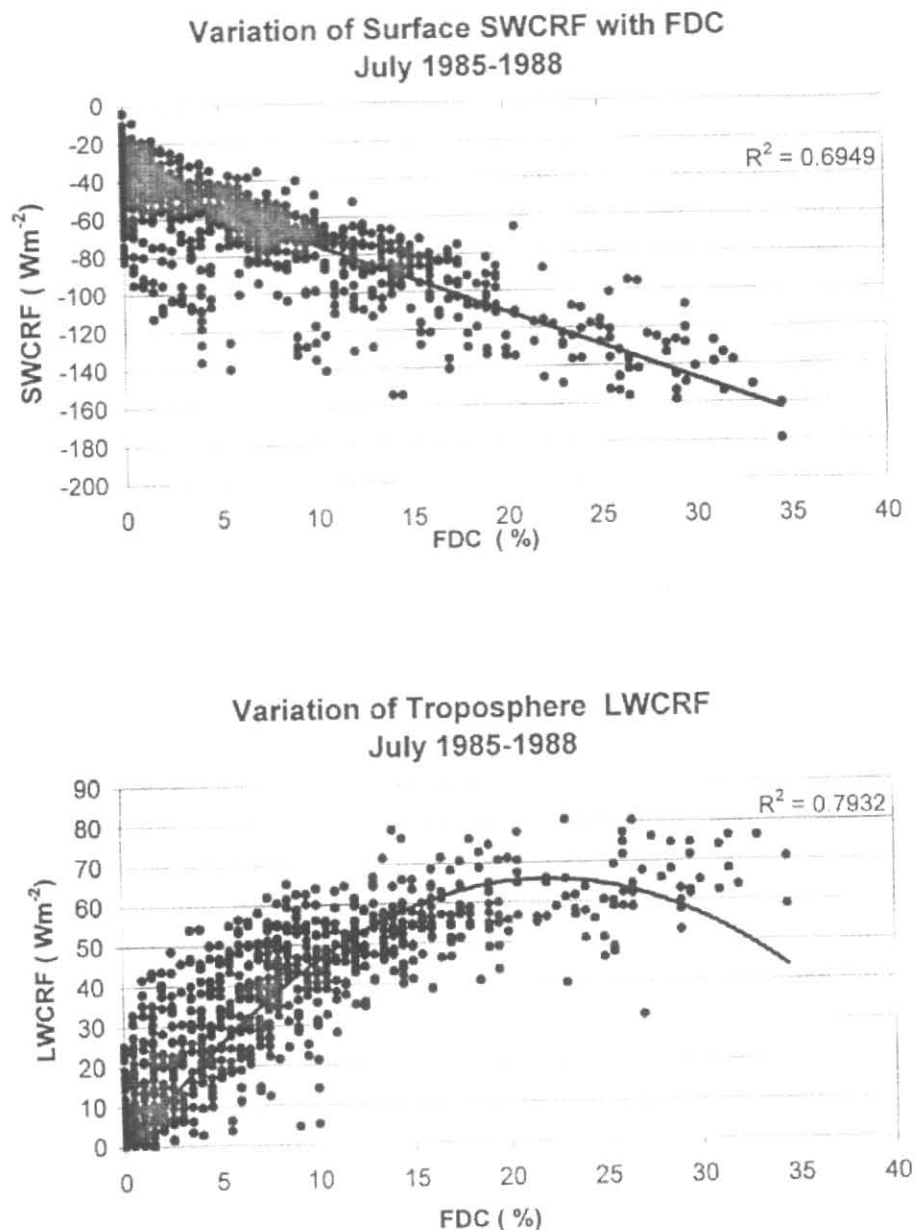 Variation of Surface SWCRF with FDC
July 1985-1988
R² = 0.6949
SWCRF ( Wm⁻²)
0
-20
-40
-60
-80
-100
-120
-140
-160
-180
-200
0 5 10 15 20 25 30 35 40
FDC ( %)
Variation of Troposphere LWCRF
July 1985-1988
R² = 0.7932
LWCRF ( Wm⁻²)
90
80
70
60
50
40
30
20
10
0
0 5 10 15 20 25 30 35 40
FDC ( %)